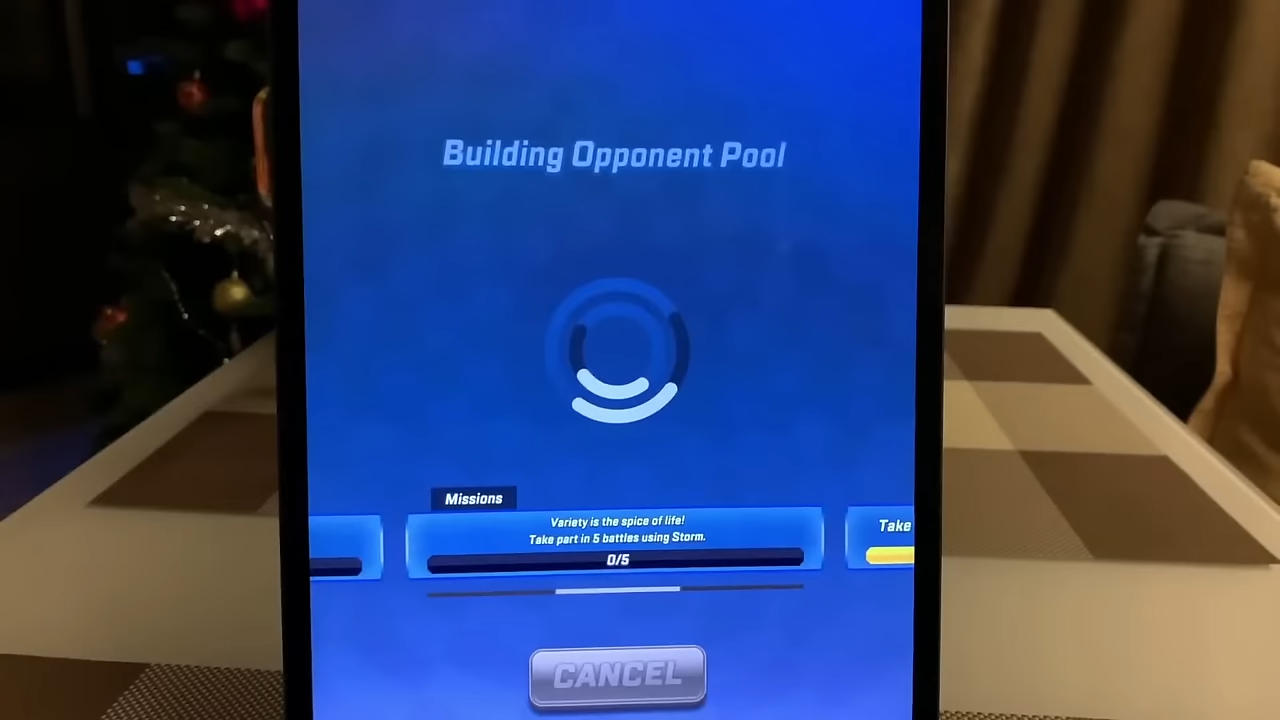 Building Opponent Pool
Missions
Variety is the spice of life!
Take part in 5 battles using Storm.
0/5
Take
CANCEL